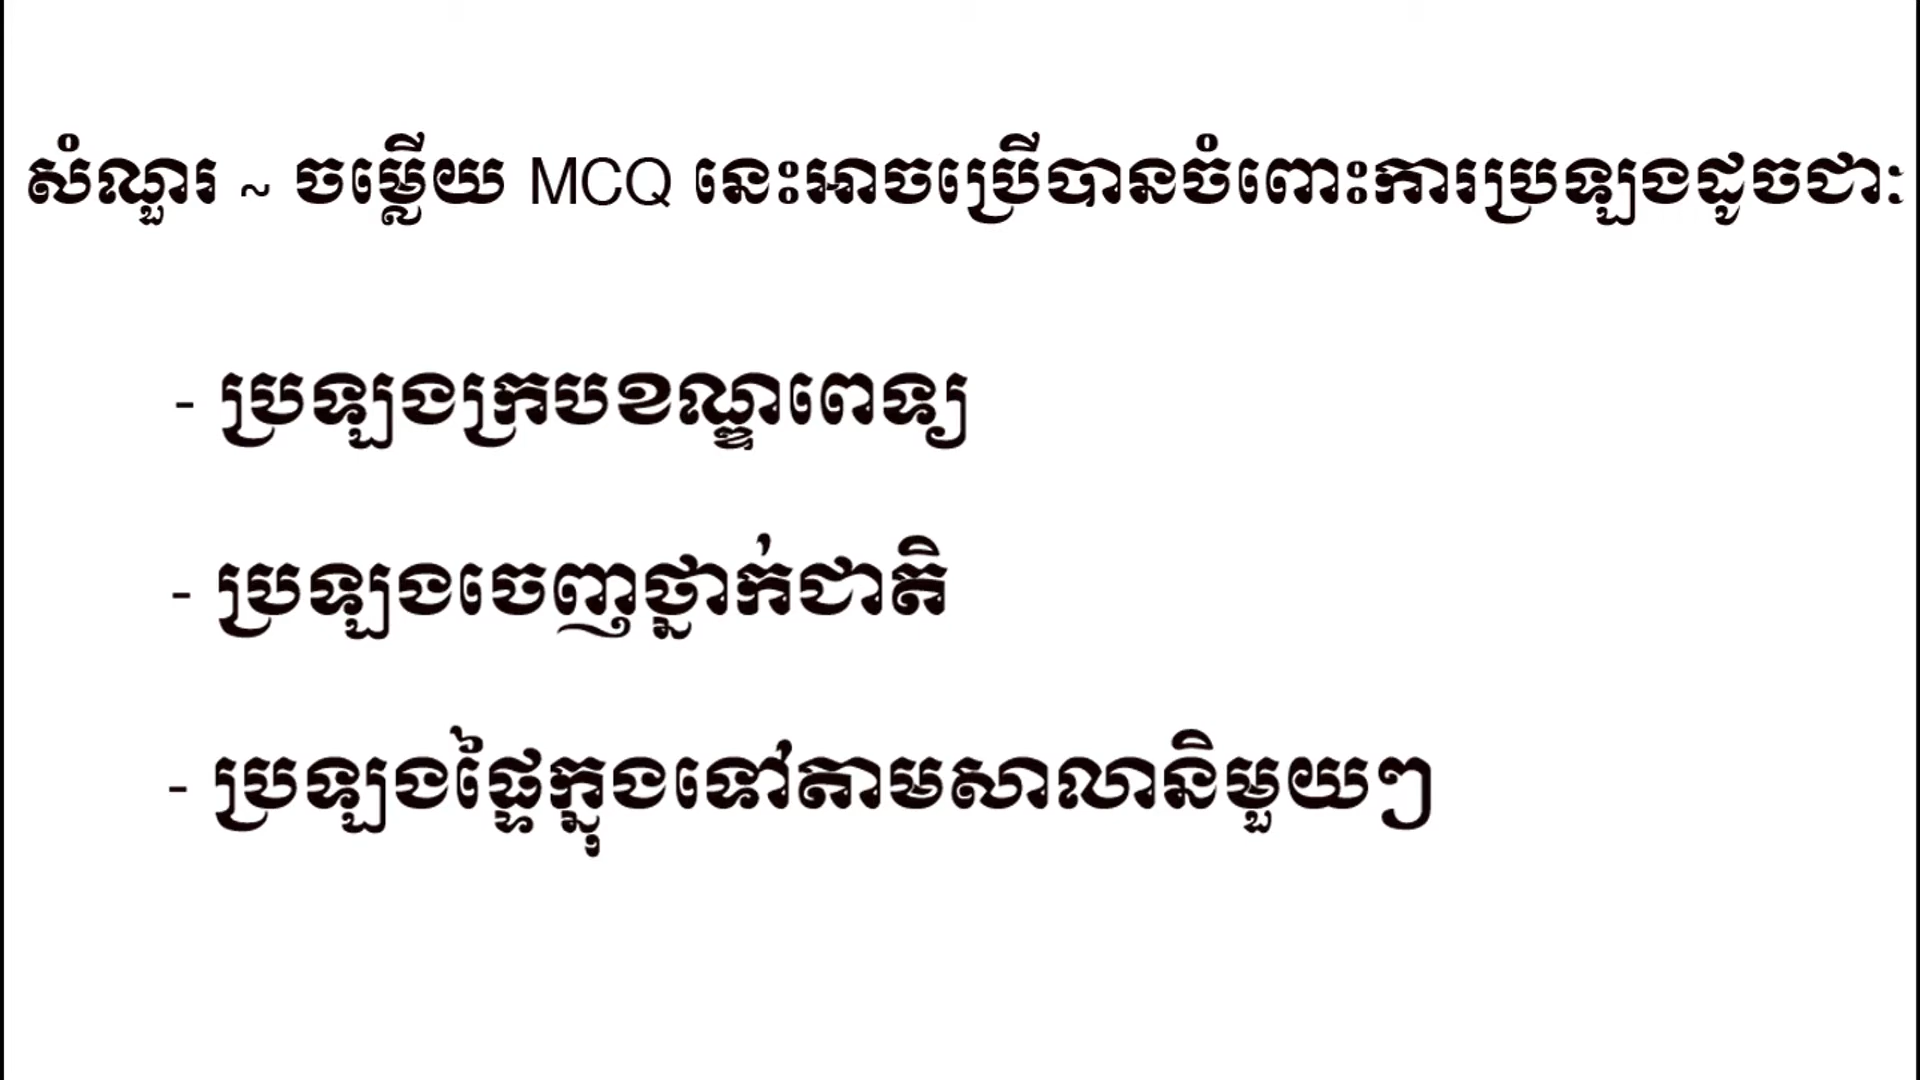 សំណួរ ~ ចម្លើយ MCQ នេះអាចប្រើបានចំពោះការប្រឡងដូចជាៈ
- ប្រឡងក្របខណ្ឌពេទ្យ
- ប្រឡងចេញថ្នាក់ជាតិ
- ប្រឡងផ្ទៃក្នុងទៅតាមសាលានិមួយៗ